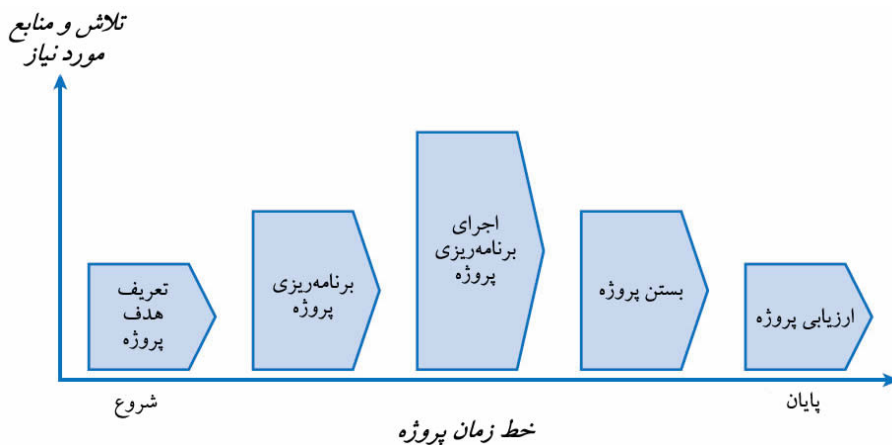 تلاش و منابع
مورد نیاز
تعریف
هدف
پروژه
برنامه‌ریزی
پروژه
اجرای
برنامه‌ریزی
پروژه
بستن پروژه
ارزیابی پروژه
شروع
پایان
خط زمان پروژه